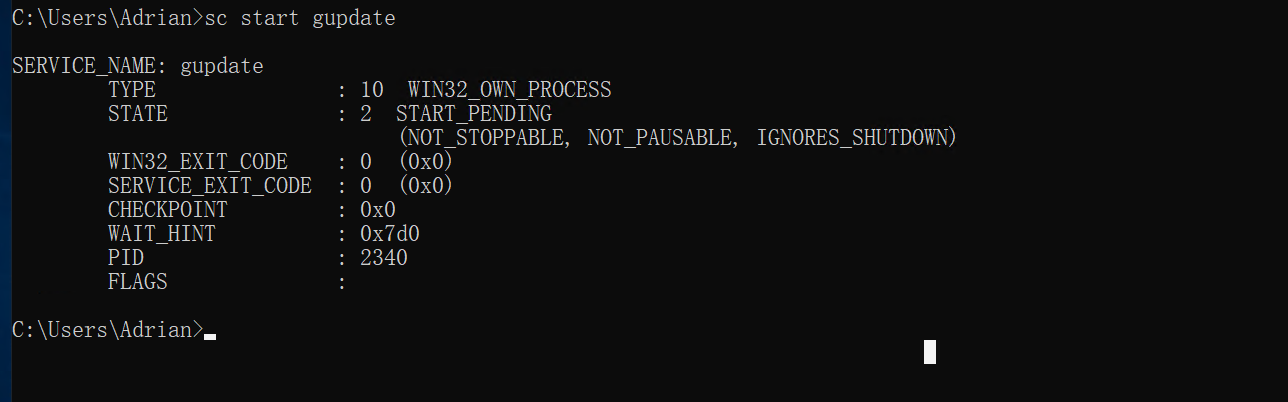 C:\Users\Adrian>sc start gupdate
SERVICE_NAME: gupdate
TYPE : 10 WIN32_OWN_PROCESS
STATE : 2 START_PENDING
(NOT_STOPPABLE, NOT_PAUSABLE, IGNORES_SHUTDOWN)
WIN32_EXIT_CODE : 0 (0x0)
SERVICE_EXIT_CODE : 0 (0x0)
CHECKPOINT : 0x0
WAIT_HINT : 0x7d0
PID : 2340
FLAGS :
C:\Users\Adrian>